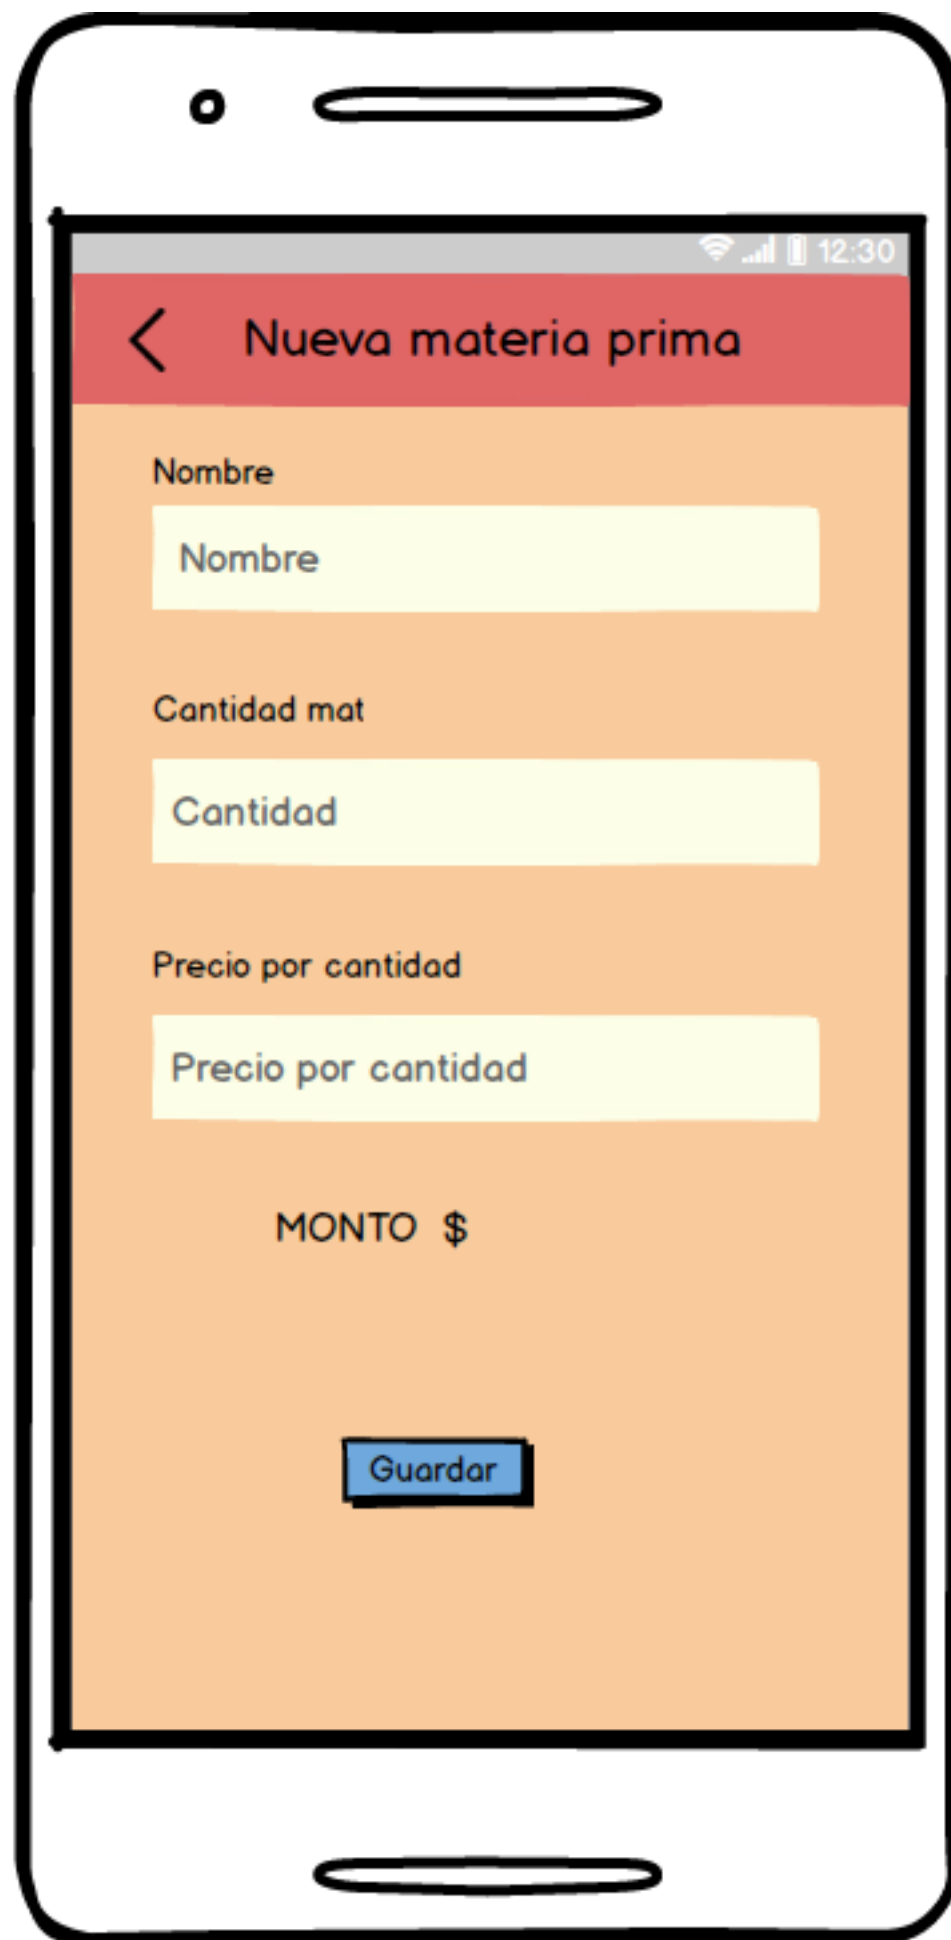 12:30
Nueva materia prima
Nombre
Nombre
Cantidad mat
Cantidad
Precio por cantidad
Precio por cantidad
MONTO $
Guardar